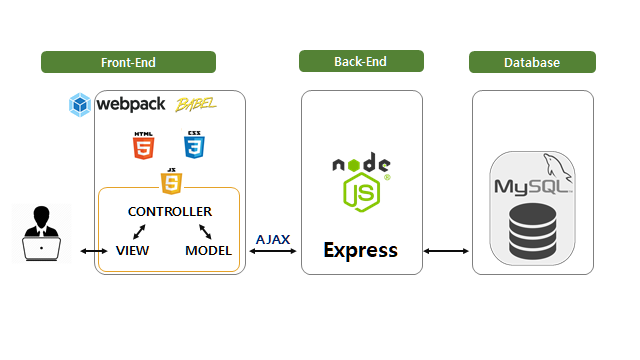 Front-End
Back-End
Database
webpack
BABEL
HTML
5
CSS
3
JS
5
CONTROLLER
VIEW
MODEL
AJAX
node
JS
®
Express
MySQL